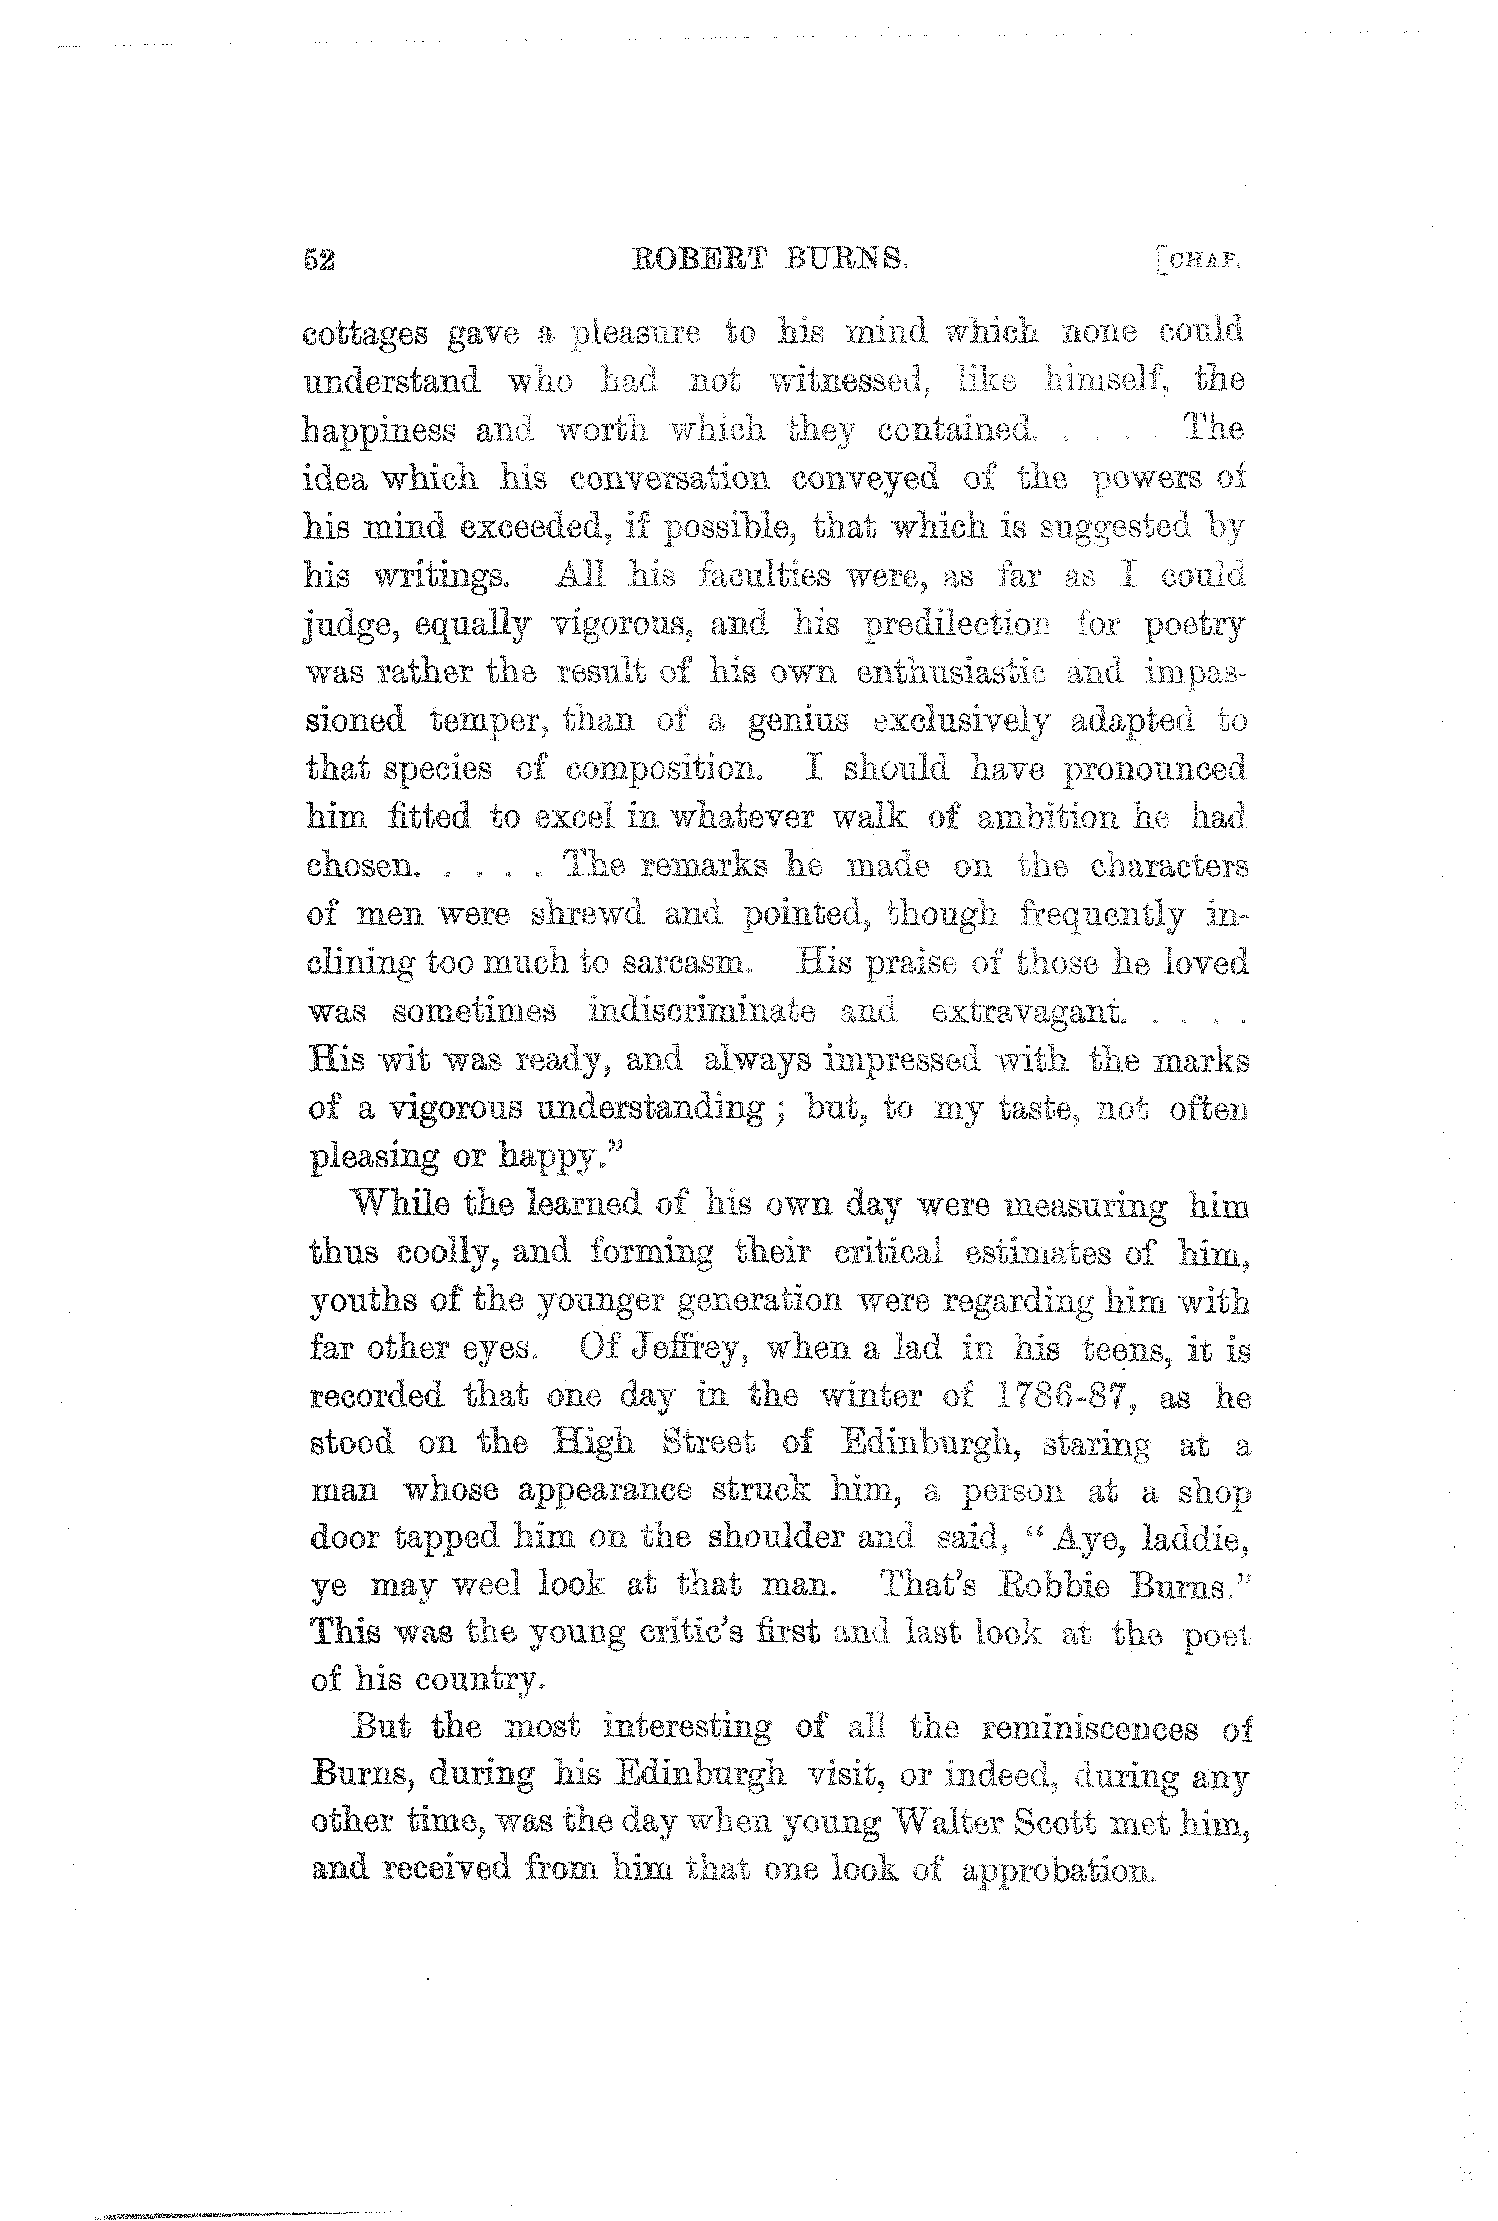 52 ROBERT BURNS. [CHAP.
cottages gave a pleasure to his mind which none could
understand who had not witnessed, like himself, the
happiness and worth which they contained. . . . . The
idea which his conversation conveyed of the powers of
his mind exceeded, if possible, that which is suggested by
his writings. All his faculties were, as far as I could
judge, equally vigorous, and his predilection for poetry
was rather the result of his own enthusiastic and impas-
sioned temper, than of a genius exclusively adapted to
that species of composition. I should have pronounced
him fitted to excel in whatever walk of ambition he had
chosen. . . . . The remarks he made on the characters
of men were shrewd and pointed, though frequently in-
clining too much to sarcasm. His praise of those he loved
was sometimes indiscriminate and extravagant. . . . .
His wit was ready, and always impressed with the marks
of a vigorous understanding ; but, to my taste, not often
pleasing or happy.”
While the learned of his own day were measuring him
thus coolly, and forming their critical estimates of him,
youths of the younger generation were regarding him with
far other eyes. Of Jeffrey, when a lad in his teens, it is
recorded that one day in the winter of 1786-87, as he
stood on the High Street of Edinburgh, staring at a
man whose appearance struck him, a person at a shop
door tapped him on the shoulder and said, “ Aye, laddie,
ye may weel look at that man. That’s Robbie Burns.”
This was the young critic’s first and last look at the poet
of his country.
But the most interesting of all the reminiscences of
Burns, during his Edinburgh visit, or indeed, during any
other time, was the day when young Walter Scott met him,
and received from him that one look of approbation.